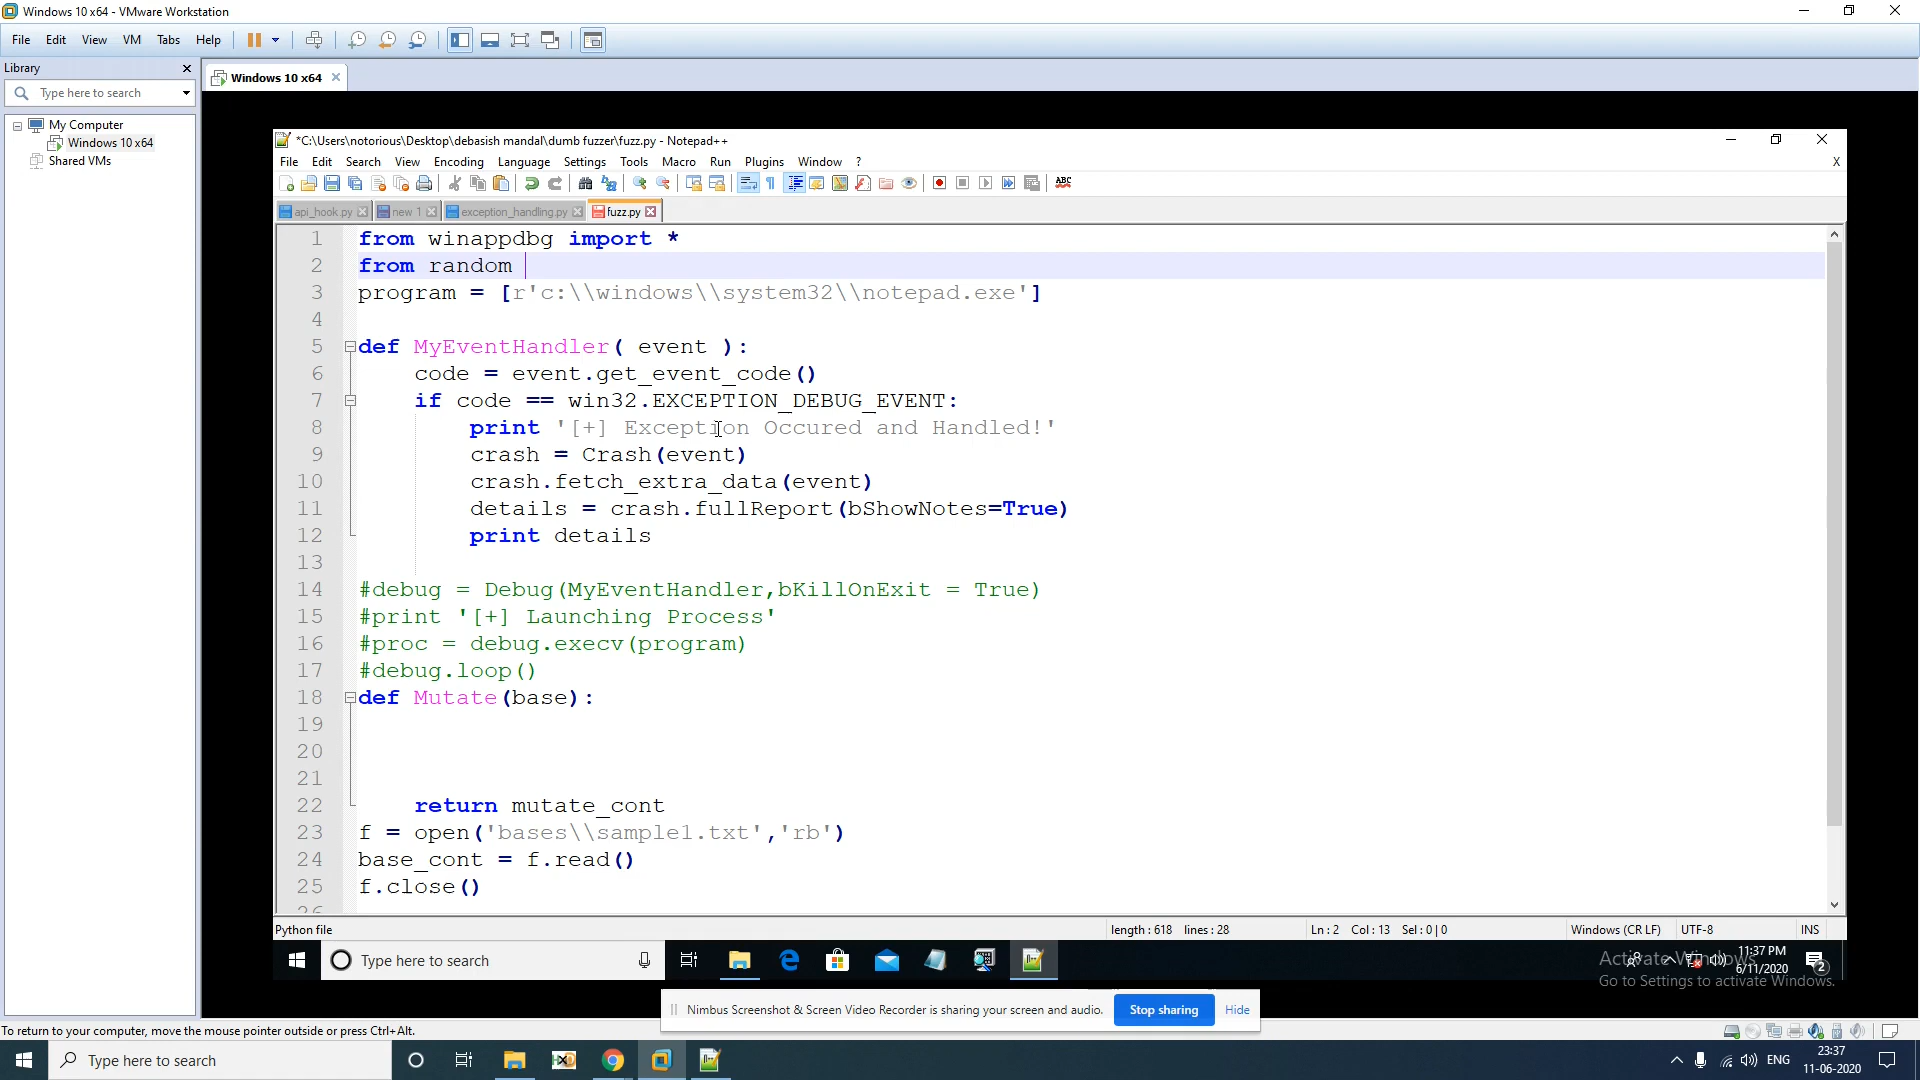 Windows 10 x64 - VMware Workstation
File Edit View VM Tabs Help
Library
Type here to search
My Computer
Windows 10 x64
Shared VMs
Windows 10 x64
*C:\Users\notorious\Desktop\debasish mandal\dumb fuzzer\fuzz.py - Notepad++
File Edit Search View Encoding Language Settings Tools Macro Run Plugins Window ? X
api_hook.py new 1 exception_handling.py fuzz.py
1 from winappdbg import *
2 from random
3 program = [r'c:\\windows\\system32\\notepad.exe']
4
5 def MyEventHandler( event ):
6 code = event.get_event_code()
7 if code == win32.EXCEPTION_DEBUG_EVENT:
8 print '[+] Exception Occured and Handled!'
9 crash = Crash(event)
10 crash.fetch_extra_data(event)
11 details = crash.fullReport(bShowNotes=True)
12 print details
13
14 #debug = Debug(MyEventHandler,bKillOnExit = True)
15 #print '[+] Launching Process'
16 #proc = debug.execv(program)
17 #debug.loop()
18 def Mutate(base):
19
20
21
22 return mutate_cont
23 f = open('bases\\sample1.txt','rb')
24 base_cont = f.read()
25 f.close()
26
Python file length : 618 lines : 28 Ln : 2 Col : 13 Sel : 0 | 0 Windows (CR LF) UTF-8 INS
Type here to search
11:37 PM
6/11/2020
2
Activate Windows
Go to Settings to activate Windows.
Nimbus Screenshot & Screen Video Recorder is sharing your screen and audio. Stop sharing Hide
To return to your computer, move the mouse pointer outside or press Ctrl+Alt.
Type here to search
ENG
23:37
11-06-2020